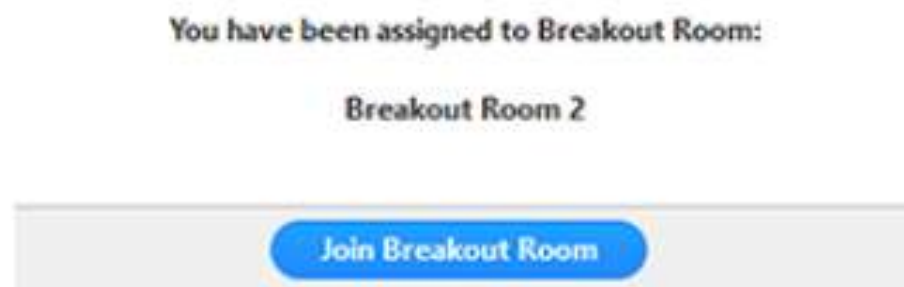 You have been assigned to Breakout Room:
Breakout Room 2
Join Breakout Room